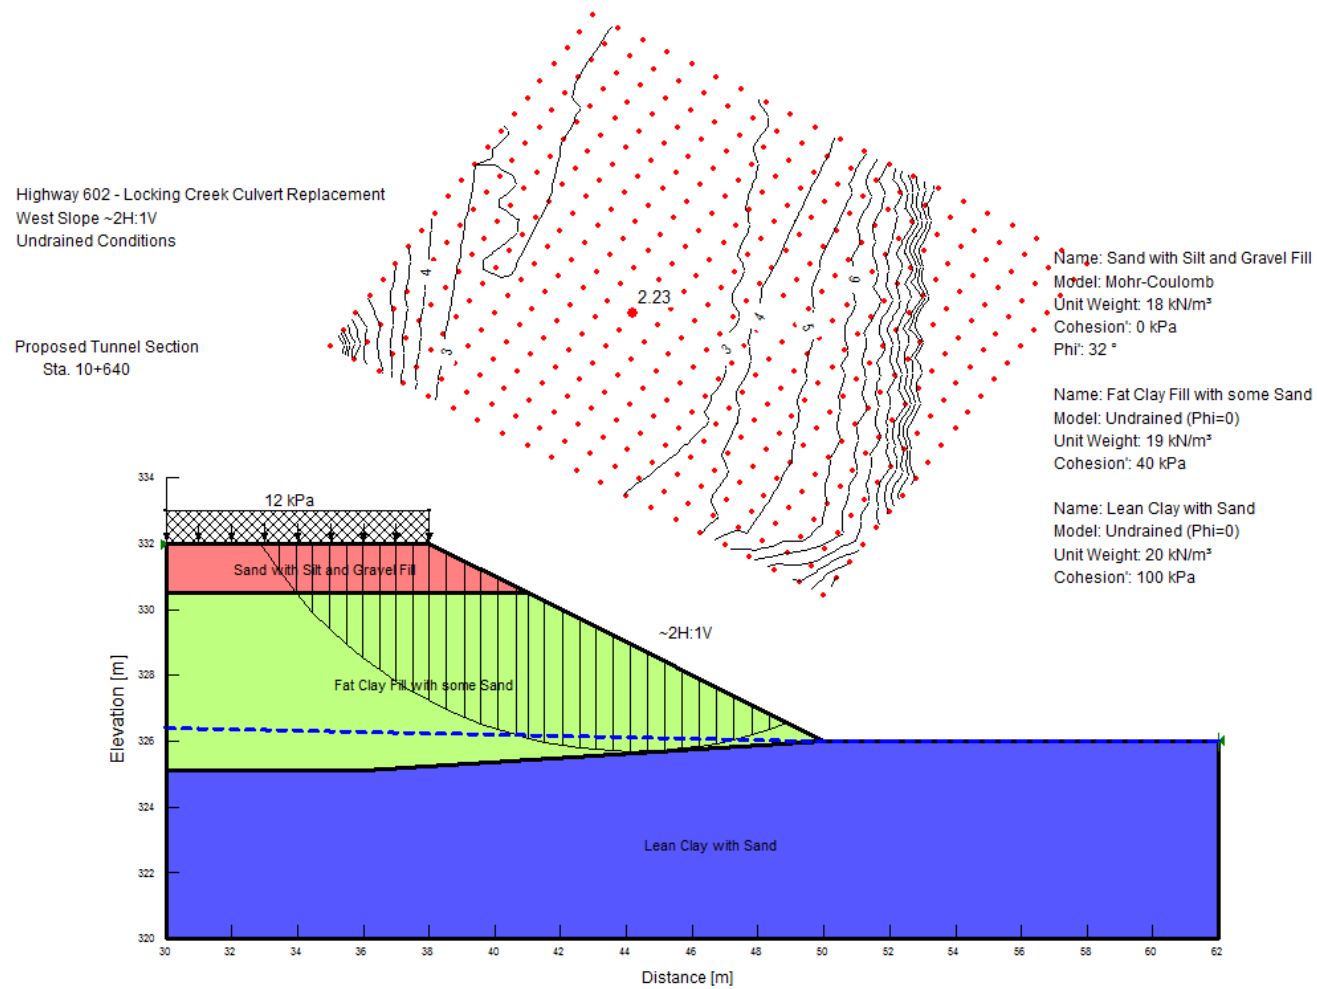 Highway 602 - Locking Creek Culvert Replacement
West Slope ~2H:1V
Undrained Conditions
Proposed Tunnel Section
Sta. 10+640
2.23
4
3
3
4
5
6
Name: Sand with Silt and Gravel Fill
Model: Mohr-Coulomb
Unit Weight: 18 kN/m³
Cohesion': 0 kPa
Phi': 32 °
Name: Fat Clay Fill with some Sand
Model: Undrained (Phi=0)
Unit Weight: 19 kN/m³
Cohesion': 40 kPa
Name: Lean Clay with Sand
Model: Undrained (Phi=0)
Unit Weight: 20 kN/m³
Cohesion': 100 kPa
12 kPa
Sand with Silt and Gravel Fill
~2H:1V
Fat Clay Fill with some Sand
Lean Clay with Sand
Elevation [m]
334
332
330
328
326
324
322
320
30 32 34 36 38 40 42 44 46 48 50 52 54 56 58 60 62
Distance [m]